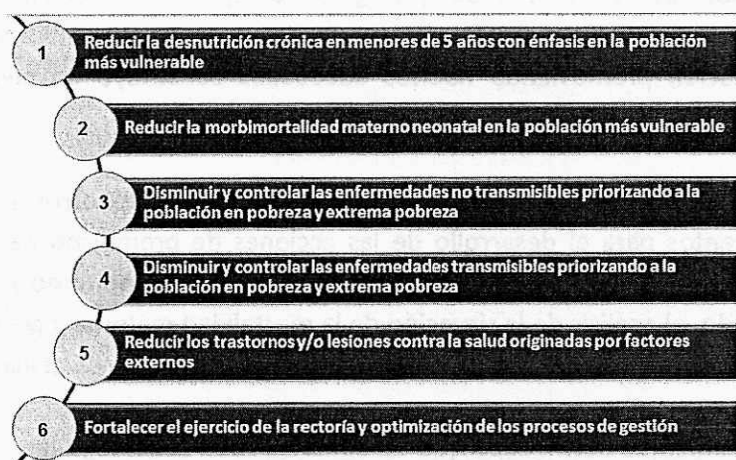 1
Reducir la desnutrición crónica en menores de 5 años con énfasis en la población
más vulnerable
2
Reducir la morbimortalidad materno neonatal en la población más vulnerable
3
Disminuir y controlar las enfermedades no transmisibles priorizando a la
población en pobreza y extrema pobreza
4
Disminuir y controlar las enfermedades transmisibles priorizando a la
población en pobreza y extrema pobreza
5
Reducir los trastornos y/o lesiones contra la salud originadas por factores
externos
6
Fortalecer el ejercicio de la rectoría y optimización de los procesos de gestión